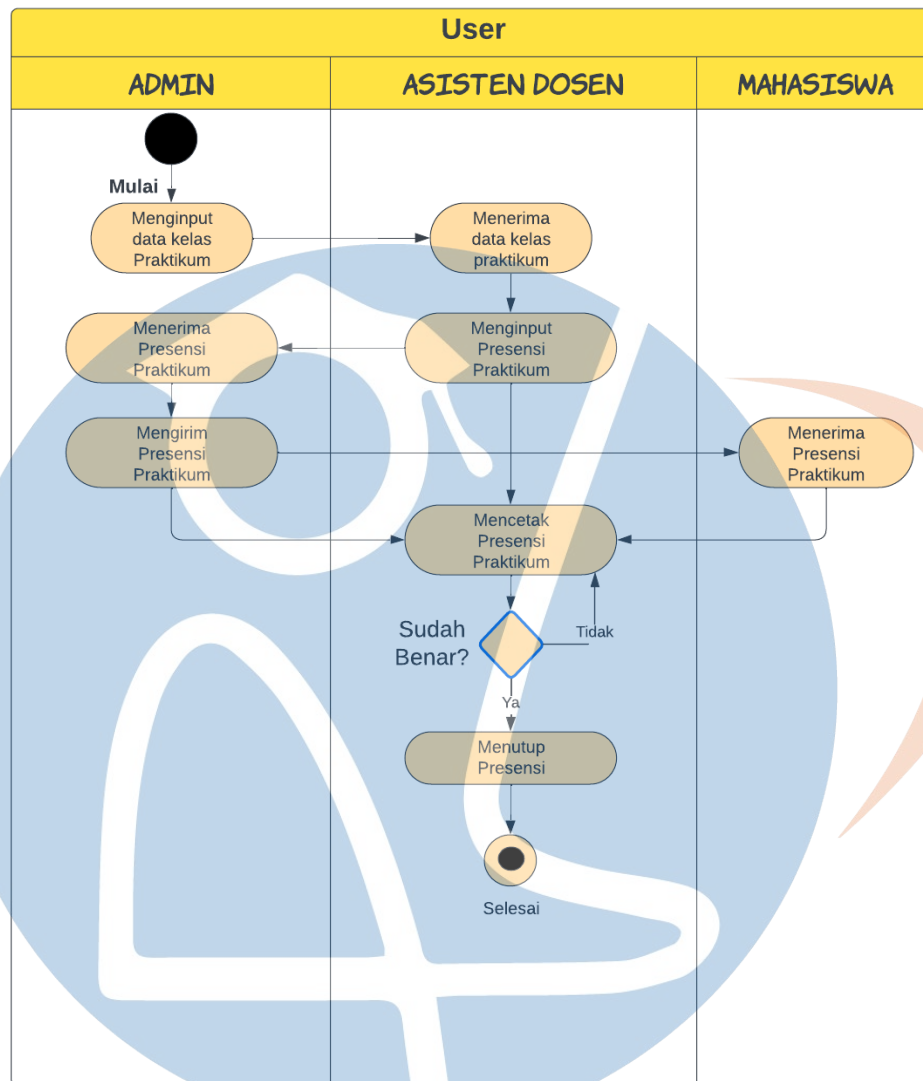 User
ADMIN
ASISTEN DOSEN
MAHASISWA
Mulai
Menginput
data kelas
Praktikum
Menerima
data kelas
praktikum
Menerima
Presensi
Praktikum
Menginput
Presensi
Praktikum
Mengirim
Presensi
Praktikum
Menerima
Presensi
Praktikum
Mencetak
Presensi
Praktikum
Sudah
Benar?
Tidak
Ya
Menutup
Presensi
Selesai